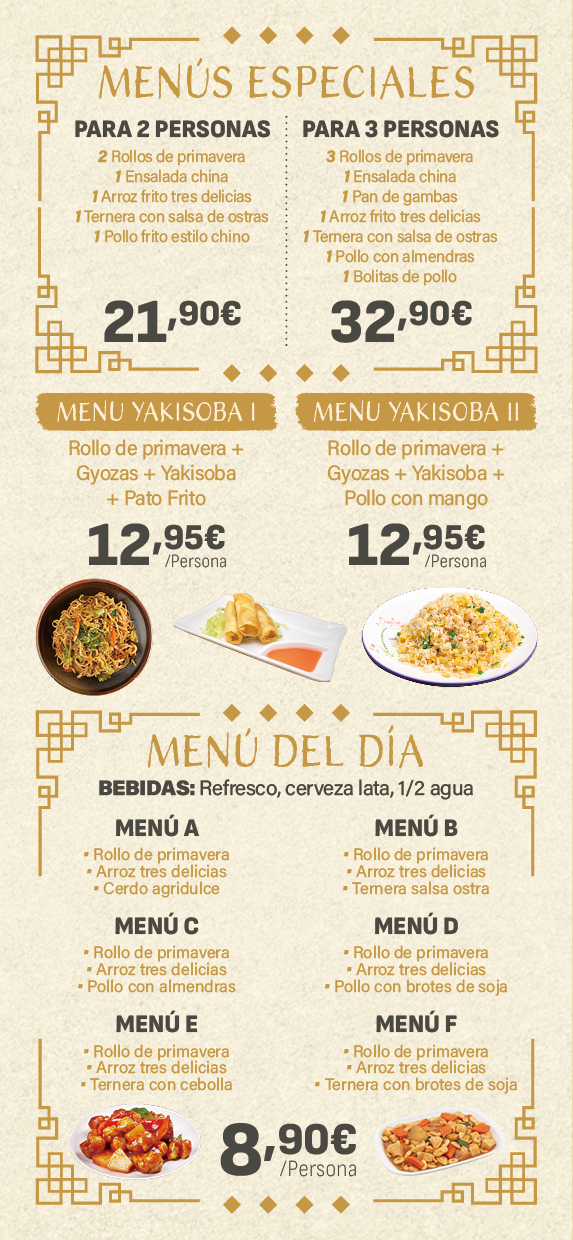 MENÚS ESPECIALES
PARA 2 PERSONAS
2 Rollos de primavera
1 Ensalada china
1 Arroz frito tres delicias
1 Ternera con salsa de ostras
1 Pollo frito estilo chino
21,90€
PARA 3 PERSONAS
3 Rollos de primavera
1 Ensalada china
1 Pan de gambas
1 Arroz frito tres delicias
1 Ternera con salsa de ostras
1 Pollo con almendras
1 Bolitas de pollo
32,90€
MENU YAKISOBA I
Rollo de primavera +
Gyozas + Yakisoba
+ Pato Frito
12,95€
/Persona
MENU YAKISOBA II
Rollo de primavera +
Gyozas + Yakisoba +
Pollo con mango
12,95€
/Persona
MENÚ DEL DÍA
BEBIDAS: Refresco, cerveza lata, 1/2 agua
MENÚ A
• Rollo de primavera
• Arroz tres delicias
• Cerdo agridulce
MENÚ B
• Rollo de primavera
• Arroz tres delicias
• Ternera salsa ostra
MENÚ C
• Rollo de primavera
• Arroz tres delicias
• Pollo con almendras
MENÚ D
• Rollo de primavera
• Arroz tres delicias
• Pollo con brotes de soja
MENÚ E
• Rollo de primavera
• Arroz tres delicias
• Ternera con cebolla
MENÚ F
• Rollo de primavera
• Arroz tres delicias
• Ternera con brotes de soja
8,90€
/Persona